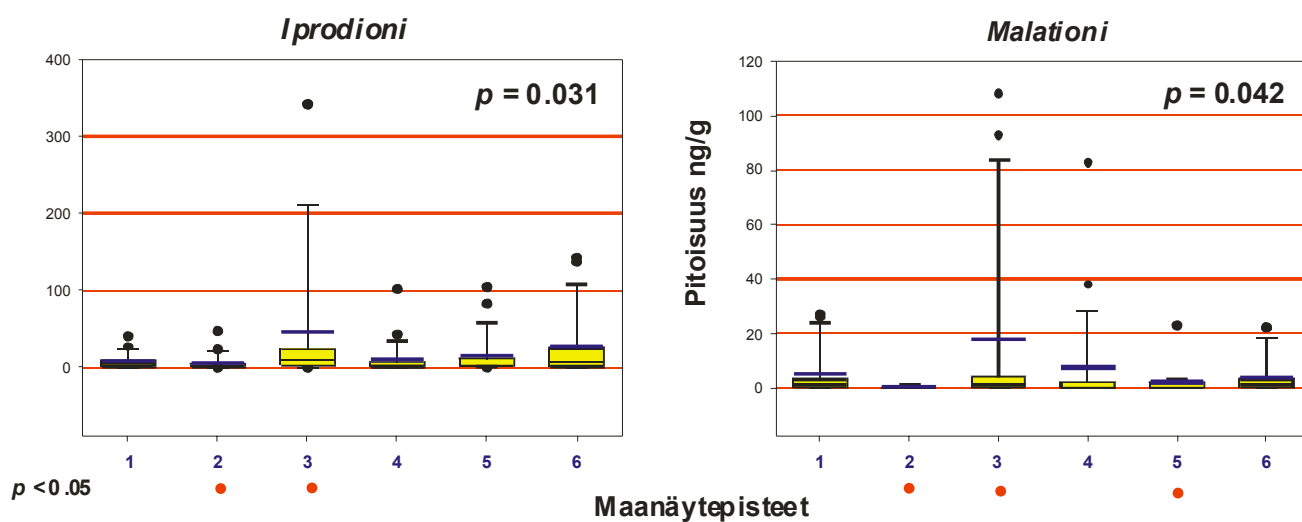 Iprodioni
400
300
200
100
0
p = 0.031
1 2 3 4 5 6
p < 0.05
Malationi
Pitoisuus ng/g
120
100
80
60
40
20
0
p = 0.042
1 2 3 4 5 6
Maanäytepisteet